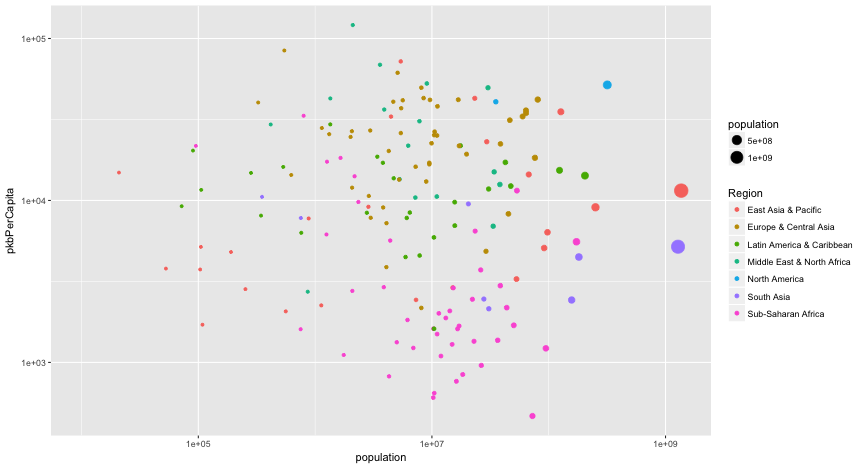 1e+05
1e+04
1e+03
pkbPerCapita
1e+05
1e+07
1e+09
population
population
5e+08
1e+09
Region
East Asia & Pacific
Europe & Central Asia
Latin America & Caribbean
Middle East & North Africa
North America
South Asia
Sub-Saharan Africa